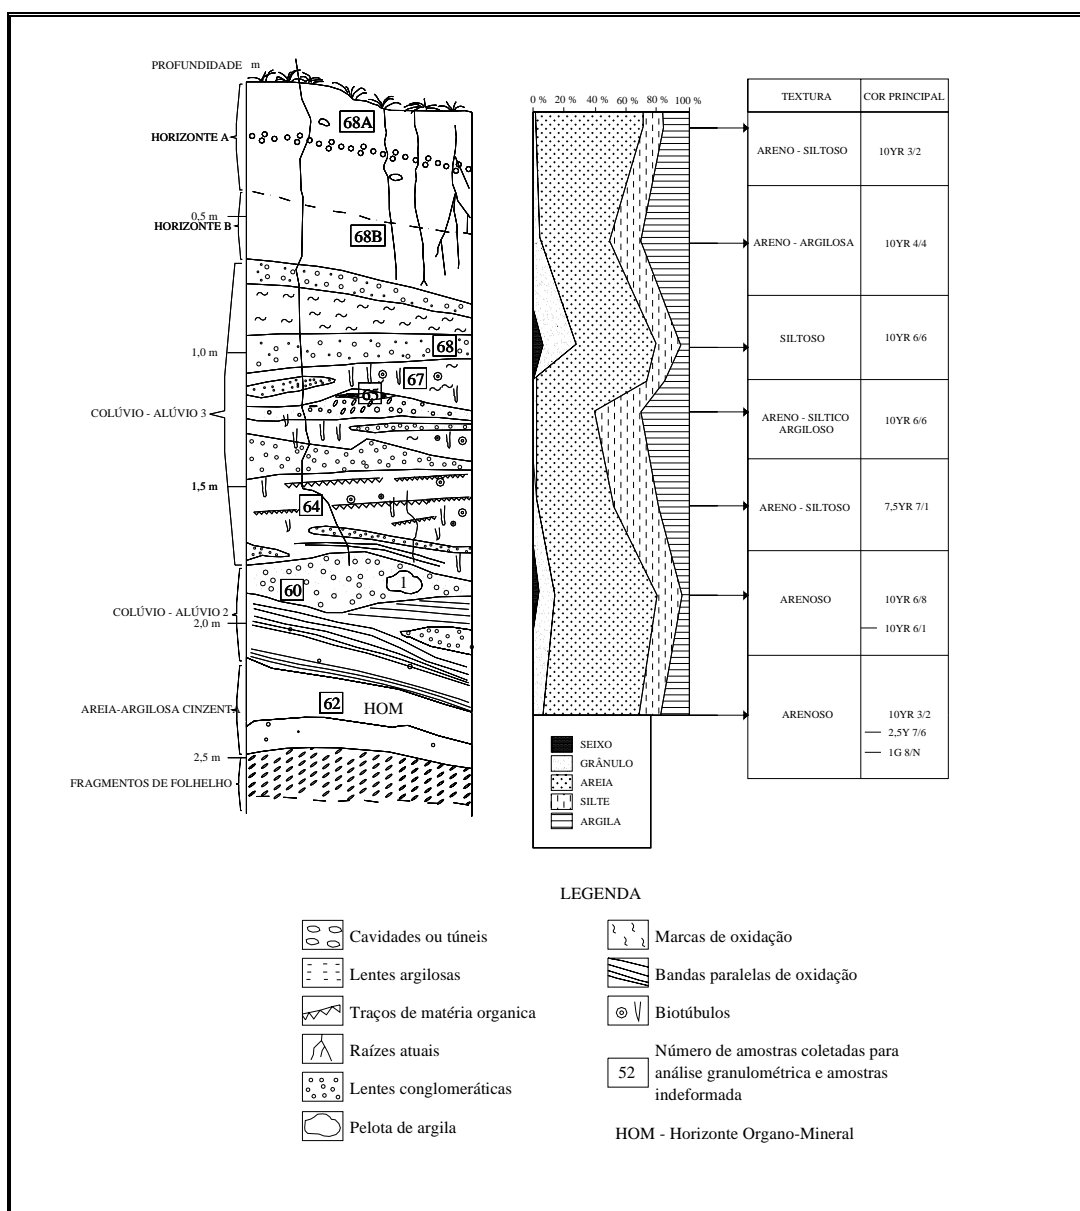 PROFUNDIDADE m
HORIZONTE A
0,5 m
HORIZONTE B
1,0 m
COLÚVIO - ALÚVIO 3
1,5 m
COLÚVIO - ALÚVIO 2
2,0 m
AREIA-ARGILOSA CINZENTA
2,5 m
FRAGMENTOS DE FOLHELHO
68A
68B
68
67
65
64
1
60
62
HOM
0 % 20 % 40 % 60 % 80 % 100 %
SEIXO
GRÂNULO
AREIA
SILTE
ARGILA
TEXTURA COR PRINCIPAL
ARENO - SILTOSO 10YR 3/2
ARENO - ARGILOSA 10YR 4/4
SILTOSO 10YR 6/6
ARENO - SILTICO
ARGILOSO 10YR 6/6
ARENO - SILTOSO 7,5YR 7/1
ARENOSO 10YR 6/8
10YR 6/1
ARENOSO 10YR 3/2
2,5Y 7/6
1G 8/N
LEGENDA
Cavidades ou túneis
Lentes argilosas
Traços de matéria organica
Raízes atuais
Lentes conglomeráticas
Pelota de argila
Marcas de oxidação
Bandas paralelas de oxidação
Biotúbulos
52
Número de amostras coletadas para
análise granulométrica e amostras
indeformada
HOM - Horizonte Organo-Mineral